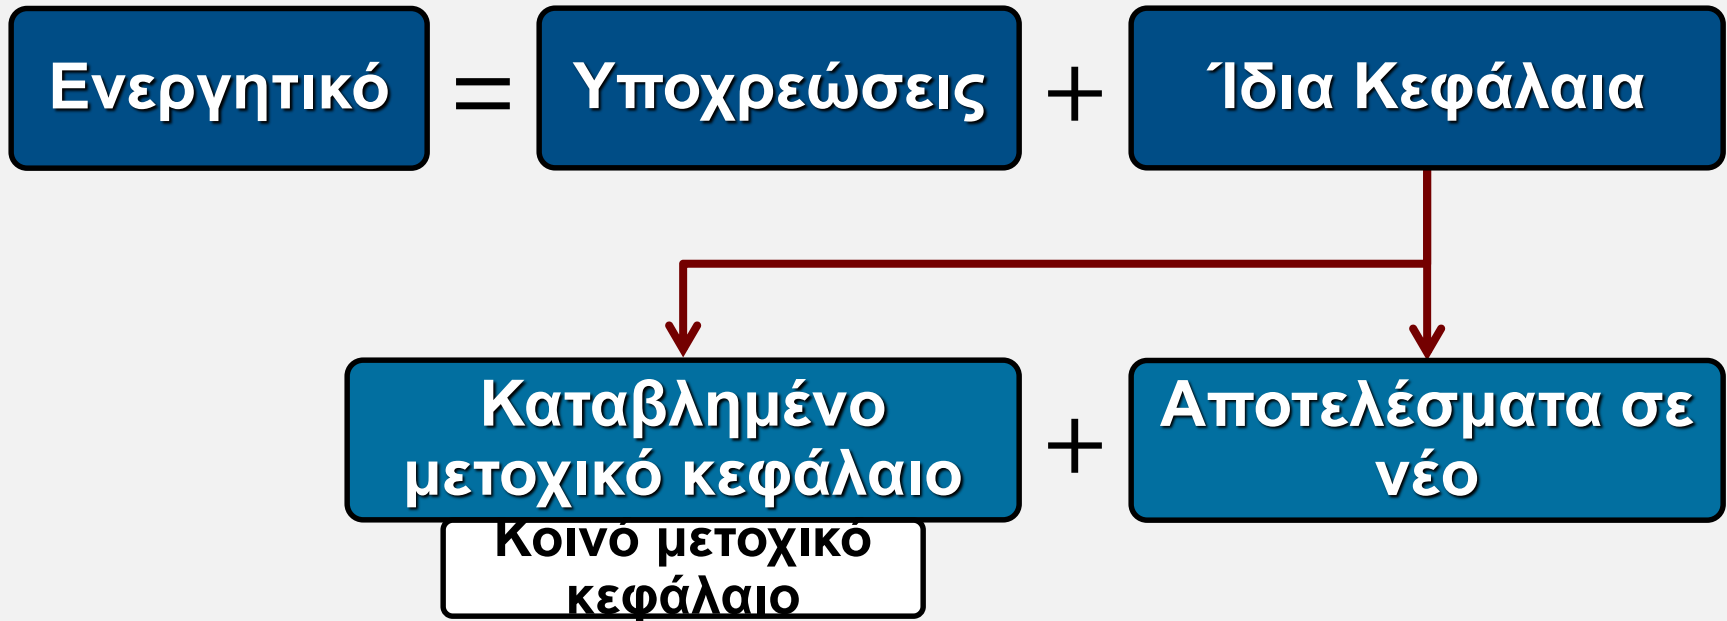 Ενεργητικό = Υποχρεώσεις + Ίδια Κεφάλαια
Καταβλημένο
μετοχικό κεφάλαιο
+
Αποτελέσματα σε
νέο
Κοινό μετοχικό
κεφάλαιο